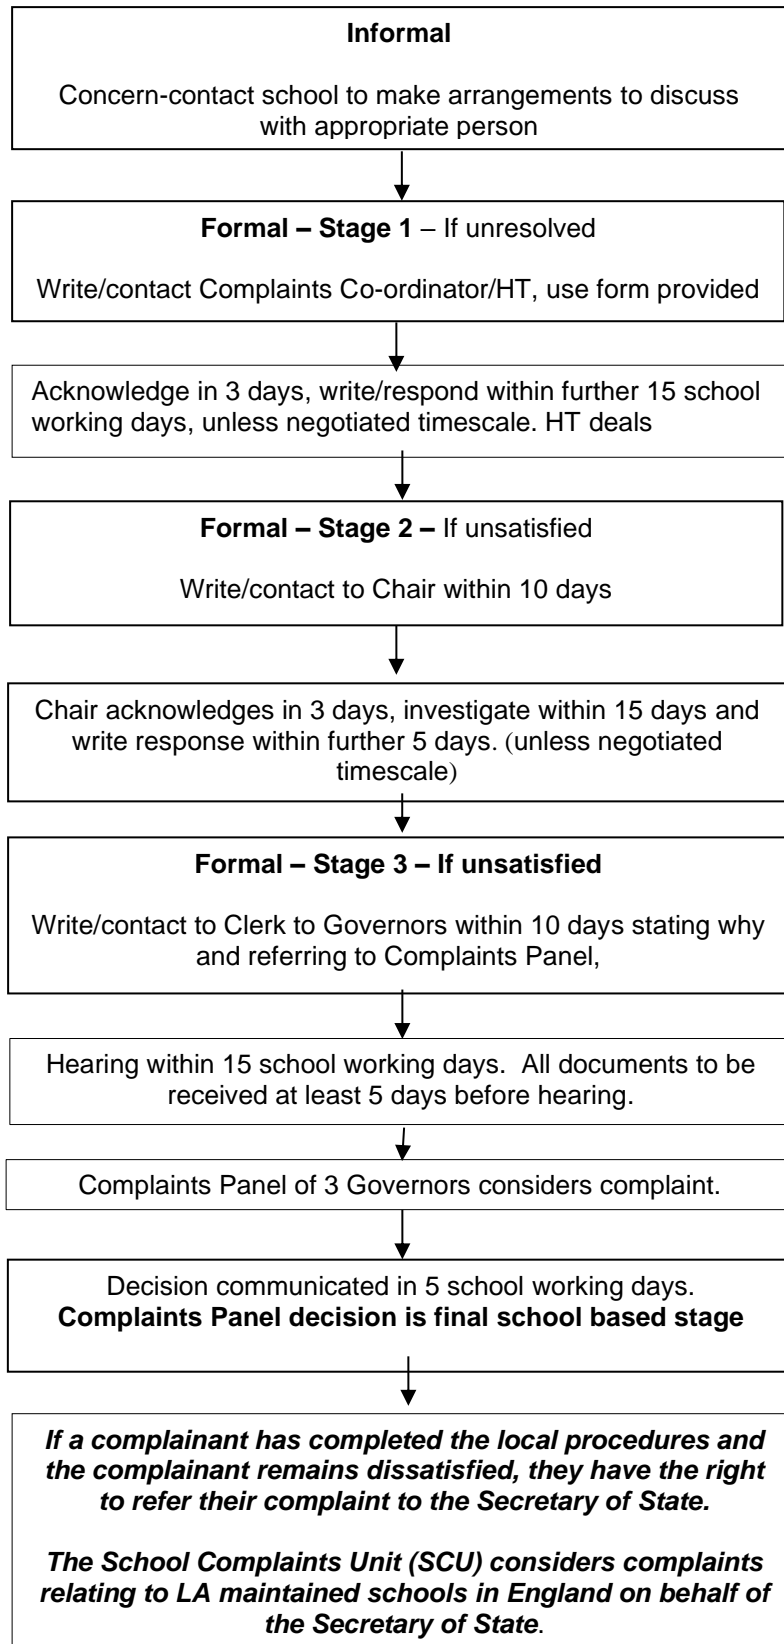 Informal
Concern-contact school to make arrangements to discuss
with appropriate person
Formal – Stage 1 – If unresolved
Write/contact Complaints Co-ordinator/HT, use form provided
Acknowledge in 3 days, write/respond within further 15 school
working days, unless negotiated timescale. HT deals
Formal – Stage 2 – If unsatisfied
Write/contact to Chair within 10 days
Chair acknowledges in 3 days, investigate within 15 days and
write response within further 5 days. (unless negotiated
timescale)
Formal – Stage 3 – If unsatisfied
Write/contact to Clerk to Governors within 10 days stating why
and referring to Complaints Panel,
Hearing within 15 school working days.  All documents to be
received at least 5 days before hearing.
Complaints Panel of 3 Governors considers complaint.
Decision communicated in 5 school working days.
Complaints Panel decision is final school based stage
If a complainant has completed the local procedures and
the complainant remains dissatisfied, they have the right
to refer their complaint to the Secretary of State.
The School Complaints Unit (SCU) considers complaints
relating to LA maintained schools in England on behalf of
the Secretary of State.